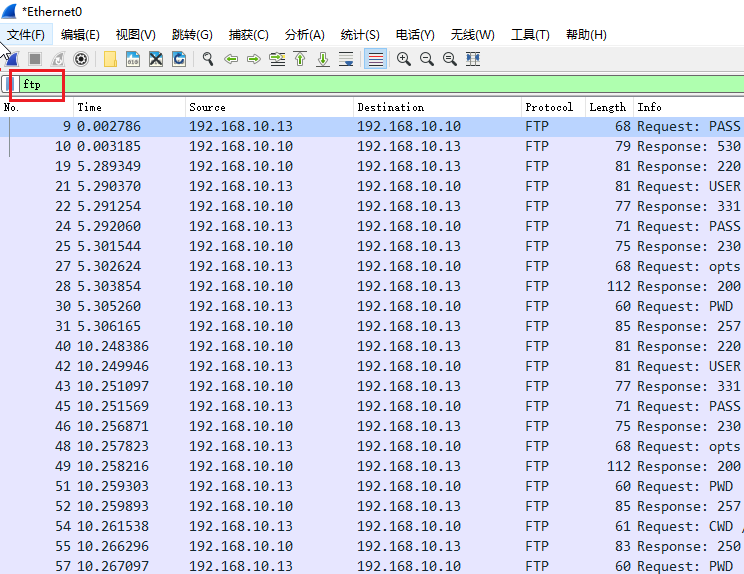 *Ethernet0
文件(F) 编辑(E) 视图(V) 跳转(G) 捕获(C) 分析(A) 统计(S) 电话(Y) 无线(W) 工具(T) 帮助(H)
ftp
No. Time Source Destination Protocol Length Info
9 0.002786 192.168.10.13 192.168.10.10 FTP 68 Request: PASS
10 0.003185 192.168.10.10 192.168.10.13 FTP 79 Response: 530
19 5.289349 192.168.10.10 192.168.10.13 FTP 81 Response: 220
21 5.290370 192.168.10.13 192.168.10.10 FTP 81 Request: USER
22 5.291254 192.168.10.10 192.168.10.13 FTP 77 Response: 331
24 5.292060 192.168.10.13 192.168.10.10 FTP 71 Request: PASS
25 5.301544 192.168.10.10 192.168.10.13 FTP 75 Response: 230
27 5.302624 192.168.10.13 192.168.10.10 FTP 68 Request: opts
28 5.303854 192.168.10.10 192.168.10.13 FTP 112 Response: 200
30 5.305260 192.168.10.13 192.168.10.10 FTP 60 Request: PWD
31 5.306165 192.168.10.10 192.168.10.13 FTP 85 Response: 257
40 10.248386 192.168.10.10 192.168.10.13 FTP 81 Response: 220
42 10.249946 192.168.10.13 192.168.10.10 FTP 81 Request: USER
43 10.251097 192.168.10.10 192.168.10.13 FTP 77 Response: 331
45 10.251569 192.168.10.13 192.168.10.10 FTP 71 Request: PASS
46 10.256871 192.168.10.10 192.168.10.13 FTP 75 Response: 230
48 10.257823 192.168.10.13 192.168.10.10 FTP 68 Request: opts
49 10.258216 192.168.10.10 192.168.10.13 FTP 112 Response: 200
51 10.259303 192.168.10.13 192.168.10.10 FTP 60 Request: PWD
52 10.259893 192.168.10.10 192.168.10.13 FTP 85 Response: 257
54 10.261538 192.168.10.13 192.168.10.10 FTP 61 Request: CWD /
55 10.266296 192.168.10.10 192.168.10.13 FTP 83 Response: 250
57 10.267097 192.168.10.13 192.168.10.10 FTP 60 Request: PWD